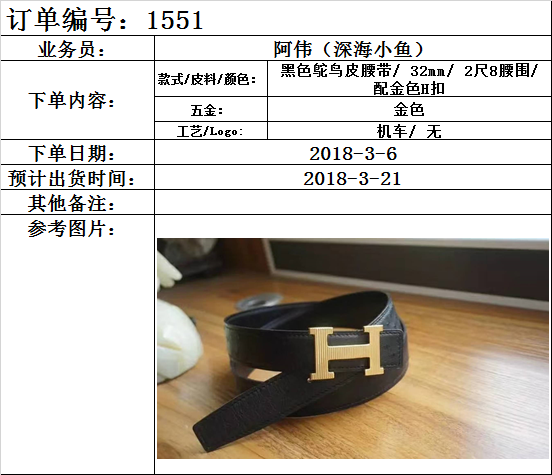 订单编号：1551
业务员：
阿伟（深海小鱼）
下单内容：
款式/皮料/颜色：
黑色鸵鸟皮腰带/ 32mm/ 2尺8腰围/
配金色H扣
五金：
金色
工艺/Logo:
机车/ 无
下单日期：
2018-3-6
预计出货时间：
2018-3-21
其他备注：
参考图片：